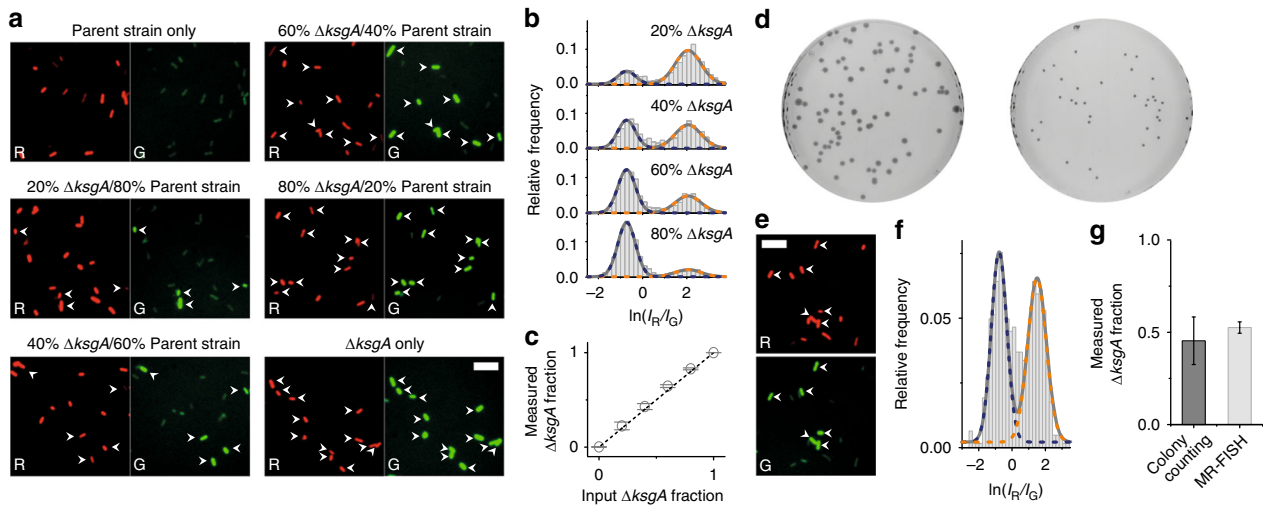 a
Parent strain only
60% ΔksgA/40% Parent strain
R
G
R
G
20% ΔksgA/80% Parent strain
80% ΔksgA/20% Parent strain
R
G
R
G
40% ΔksgA/60% Parent strain
ΔksgA only
R
G
R
G
b
20% ΔksgA
40% ΔksgA
60% ΔksgA
80% ΔksgA
Relative frequency
0.1
0.0
0.1
0.0
0.1
0.0
0.1
0.0
−2
0
2
ln(IR/IG)
c
Measured
ΔksgA fraction
1
0
0
1
Input ΔksgA fraction
d
e
R
G
f
Relative frequency
0.05
0.00
−2
0
2
ln(IR/IG)
g
Measured
ΔksgA fraction
1.0
0.5
0.0
Colony
counting
MR-FISH